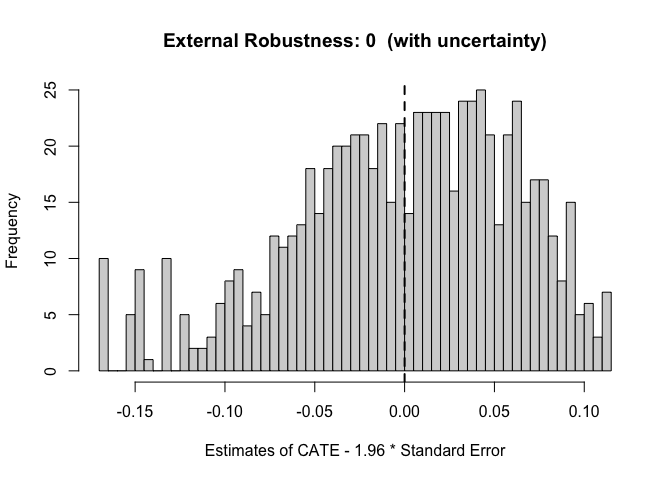 External Robustness: 0  (with uncertainty)
25
20
15
10
5
0
Frequency
-0.15 -0.10 -0.05 0.00 0.05 0.10
Estimates of CATE - 1.96 * Standard Error